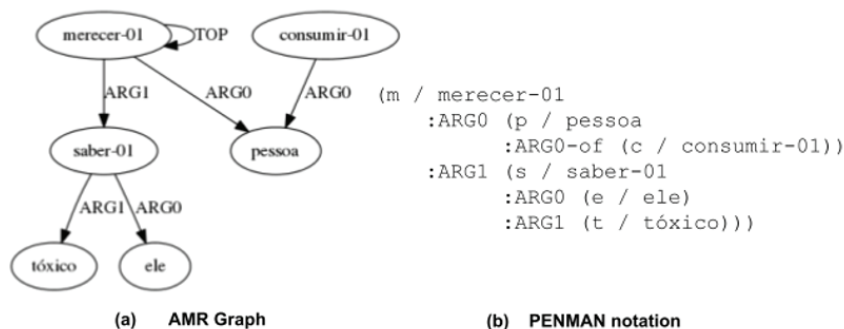 merecer-01
TOP
consumir-01
ARG1
ARG0
ARG0
saber-01
pessoa
ARG1
ARG0
tóxico
ele
(a) AMR Graph
(m / merecer-01
:ARG0 (p / pessoa
:ARG0-of (c / consumir-01))
:ARG1 (s / saber-01
:ARG0 (e / ele)
:ARG1 (t / tóxico)))
(b) PENMAN notation